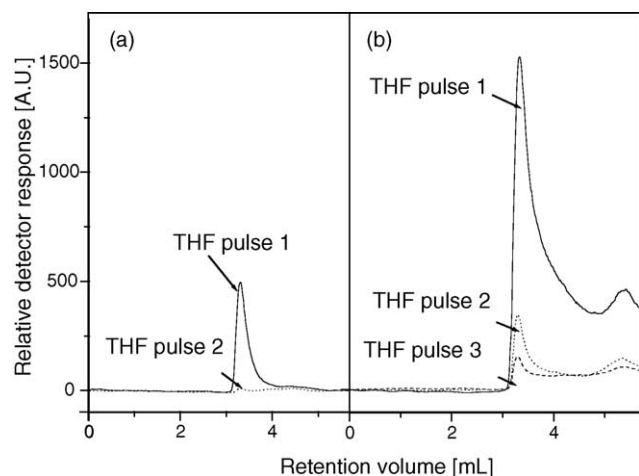 (a)
(b)
Relative detector response [A.U.]
1500
1000
500
0
THF pulse 1
THF pulse 2
THF pulse 1
THF pulse 2
THF pulse 3
0 2 4 0 2 4
Retention volume [mL]